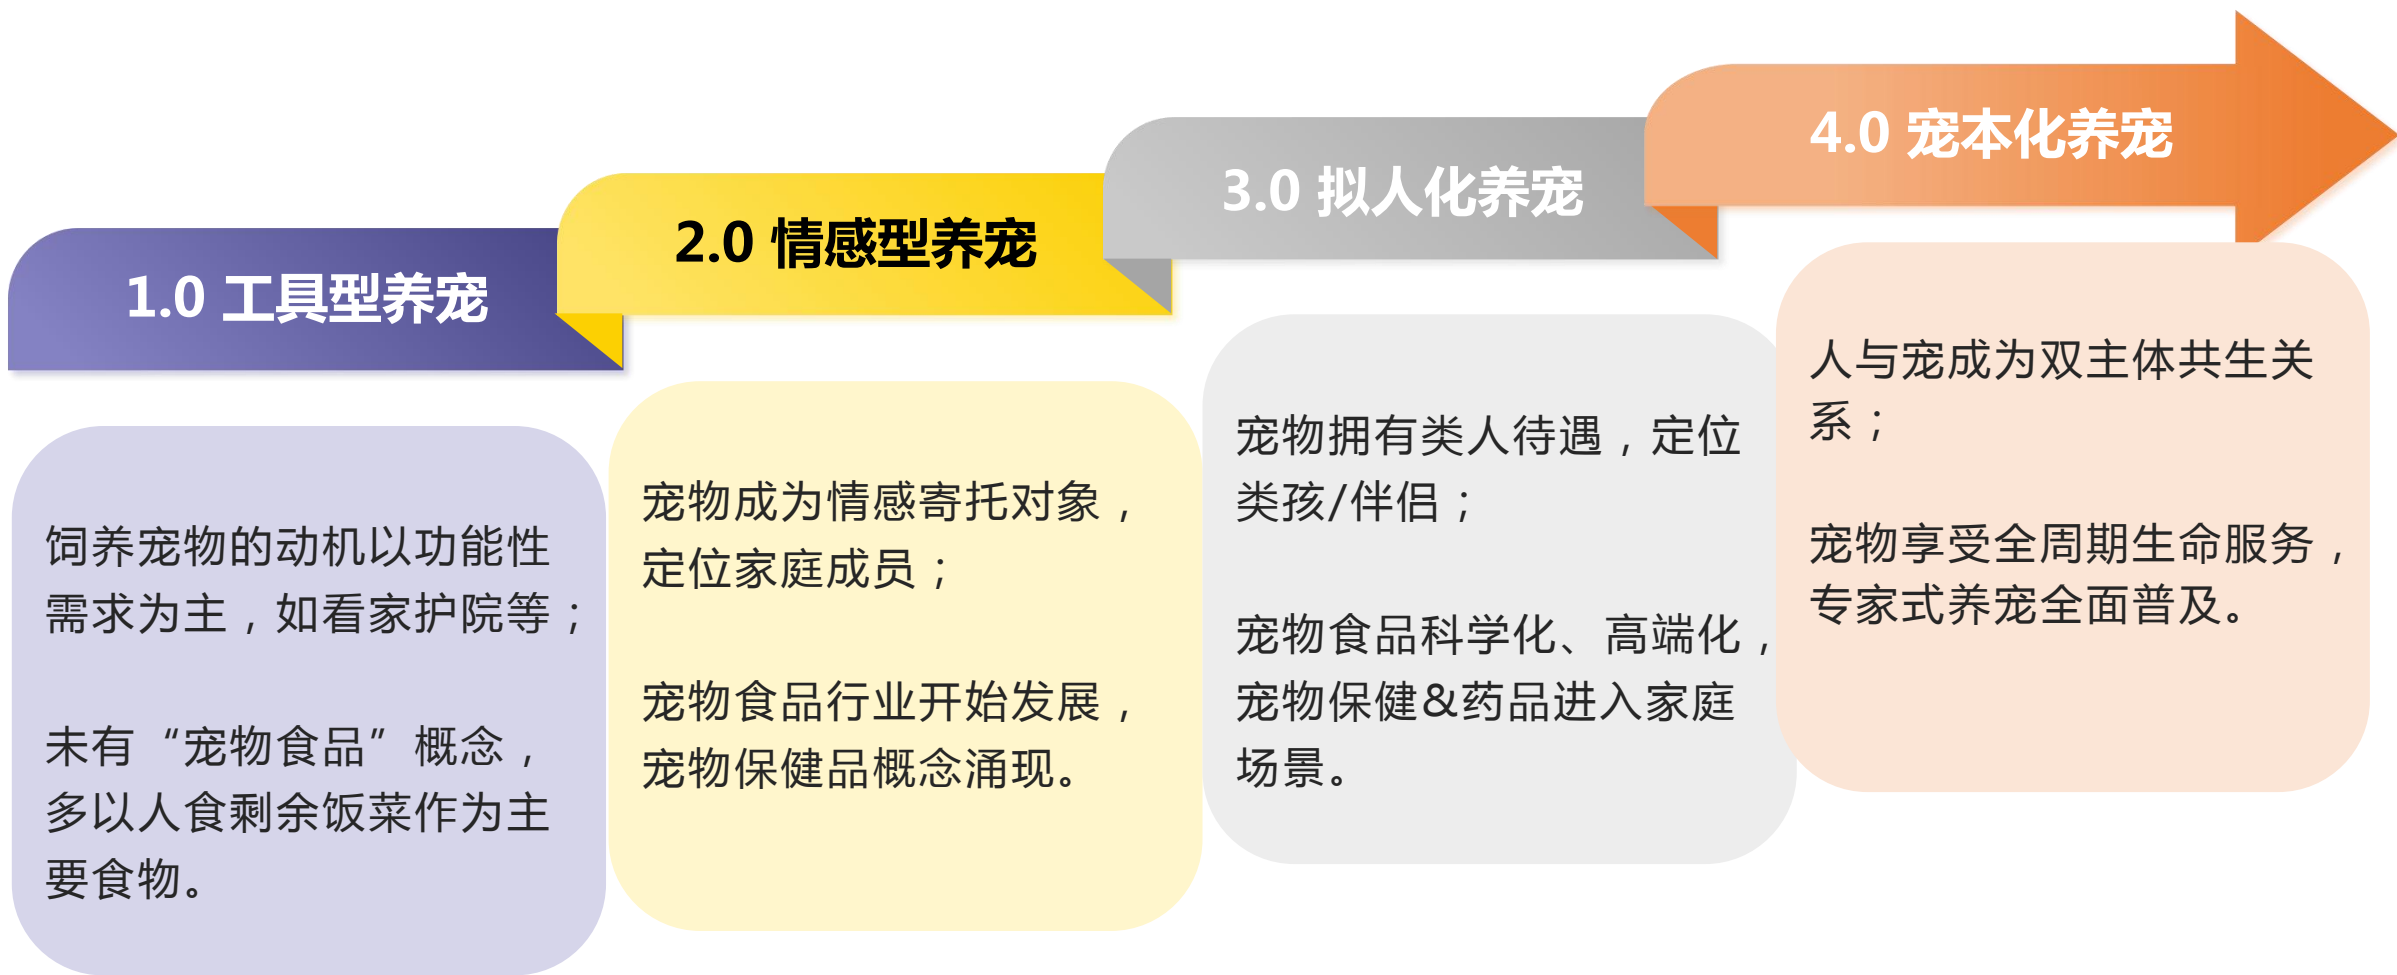 1.0 工具型养宠
饲养宠物的动机以功能性
需求为主，如看家护院等；
未有“宠物食品”概念，
多以人食剩余饭菜作为主
要食物。
2.0 情感型养宠
宠物成为情感寄托对象，
定位家庭成员；
宠物食品行业开始发展，
宠物保健品概念涌现。
3.0 拟人化养宠
宠物拥有类人待遇，定位
类孩/伴侣；
宠物食品科学化、高端化，
宠物保健&药品进入家庭
场景。
4.0 宠本化养宠
人与宠成为双主体共生关
系；
宠物享受全周期生命服务，
专家式养宠全面普及。